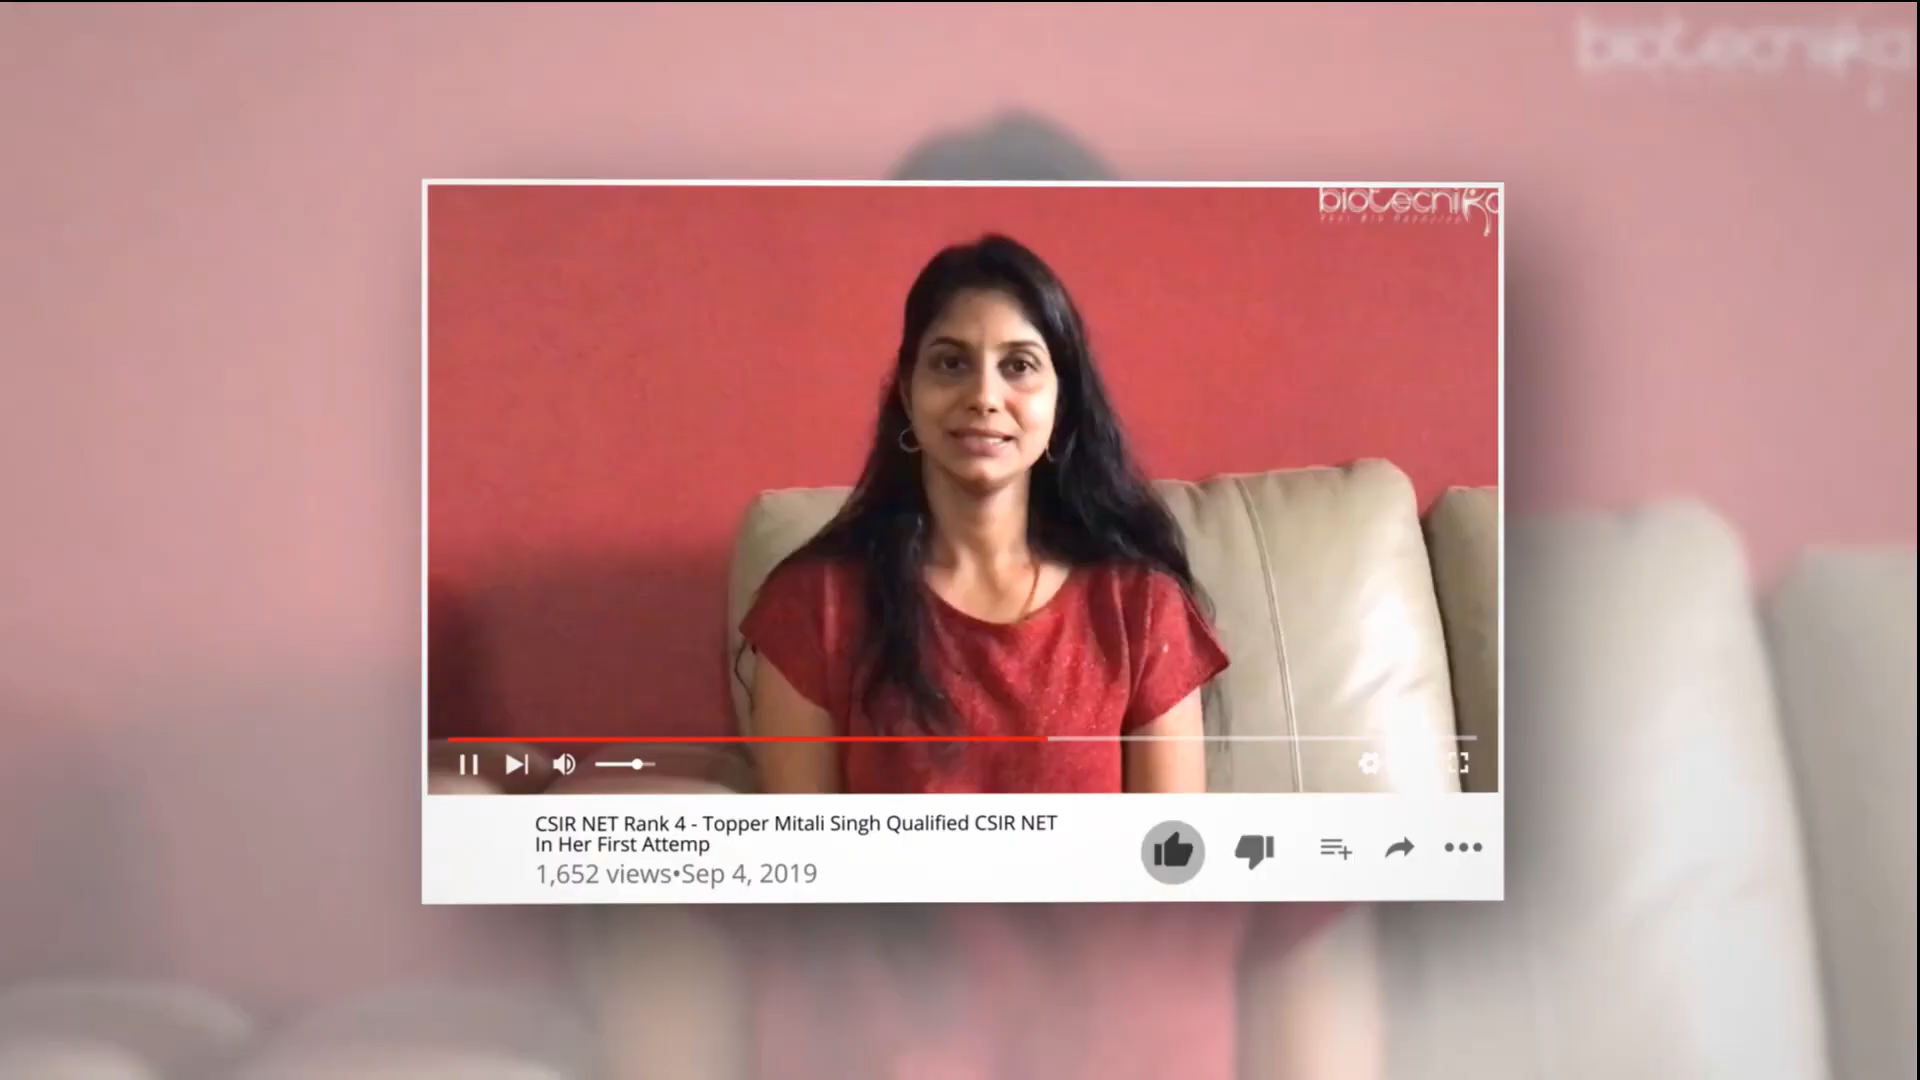 biotecnika
biotecnika
CSIR NET Rank 4 - Topper Mitali Singh Qualified CSIR NET
In Her First Attemp
1,652 views•Sep 4, 2019